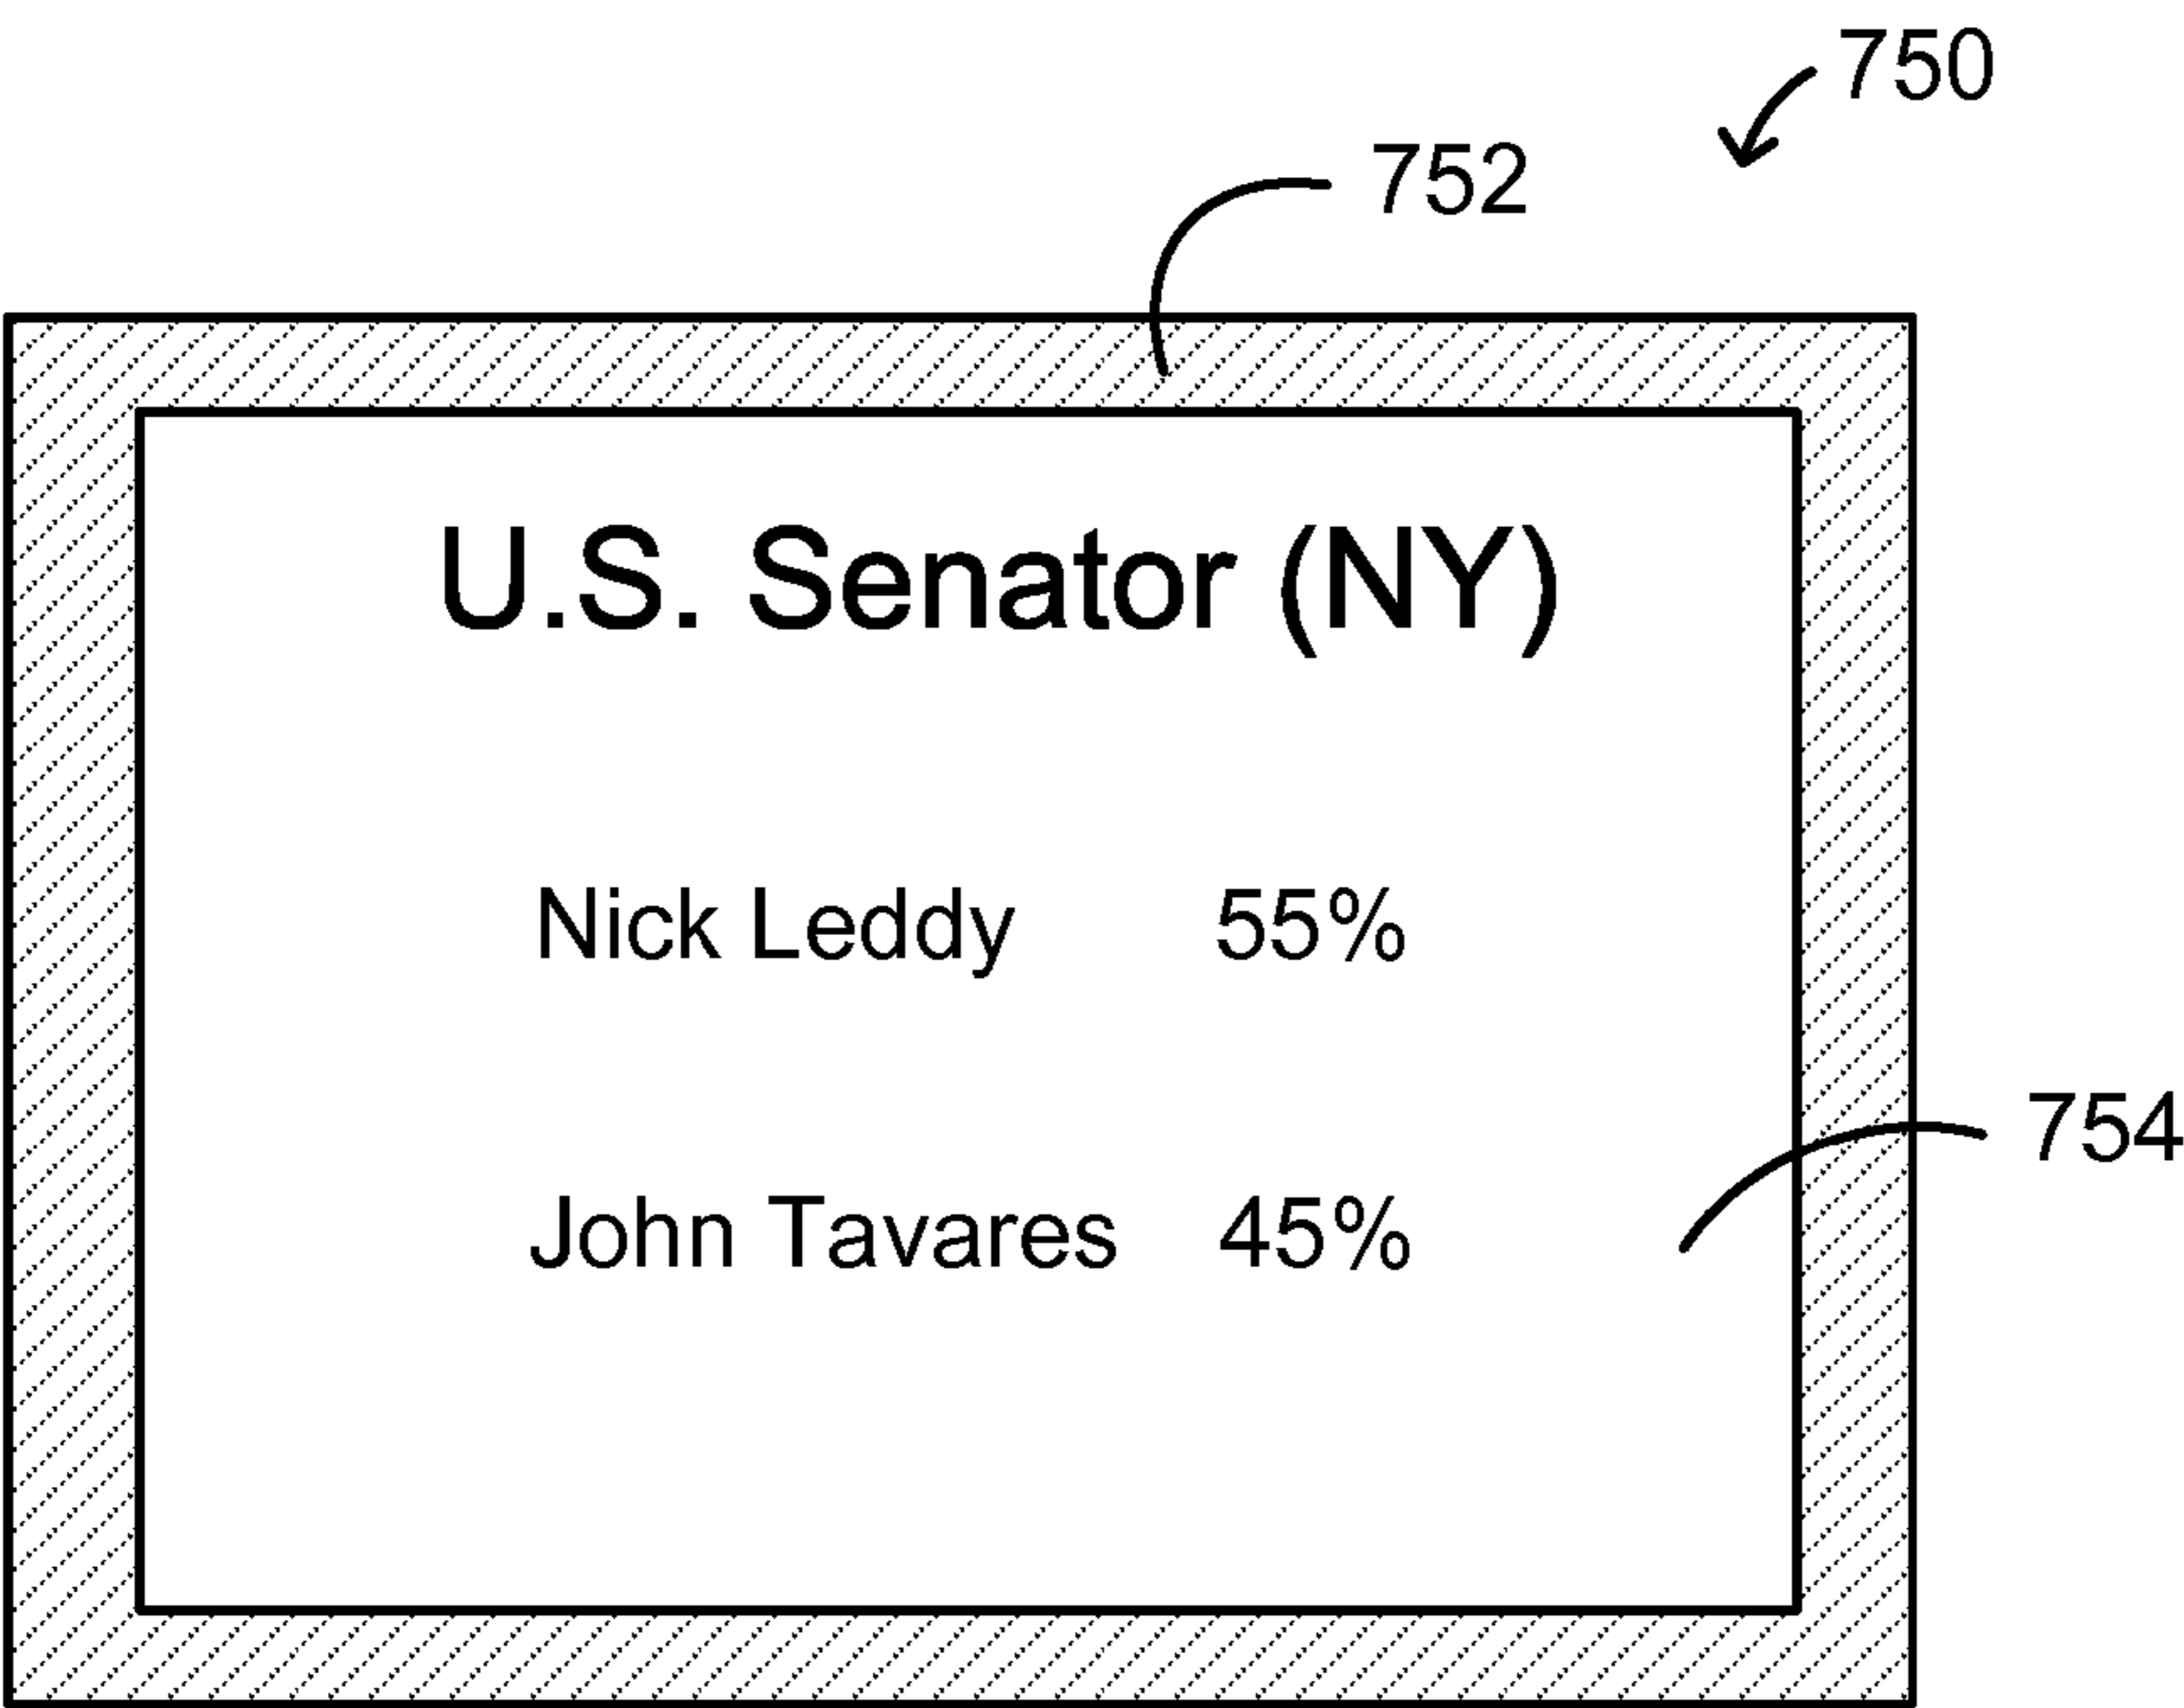 750
752
U.S. Senator (NY)
Nick Leddy 55%
754
John Tavares 45%